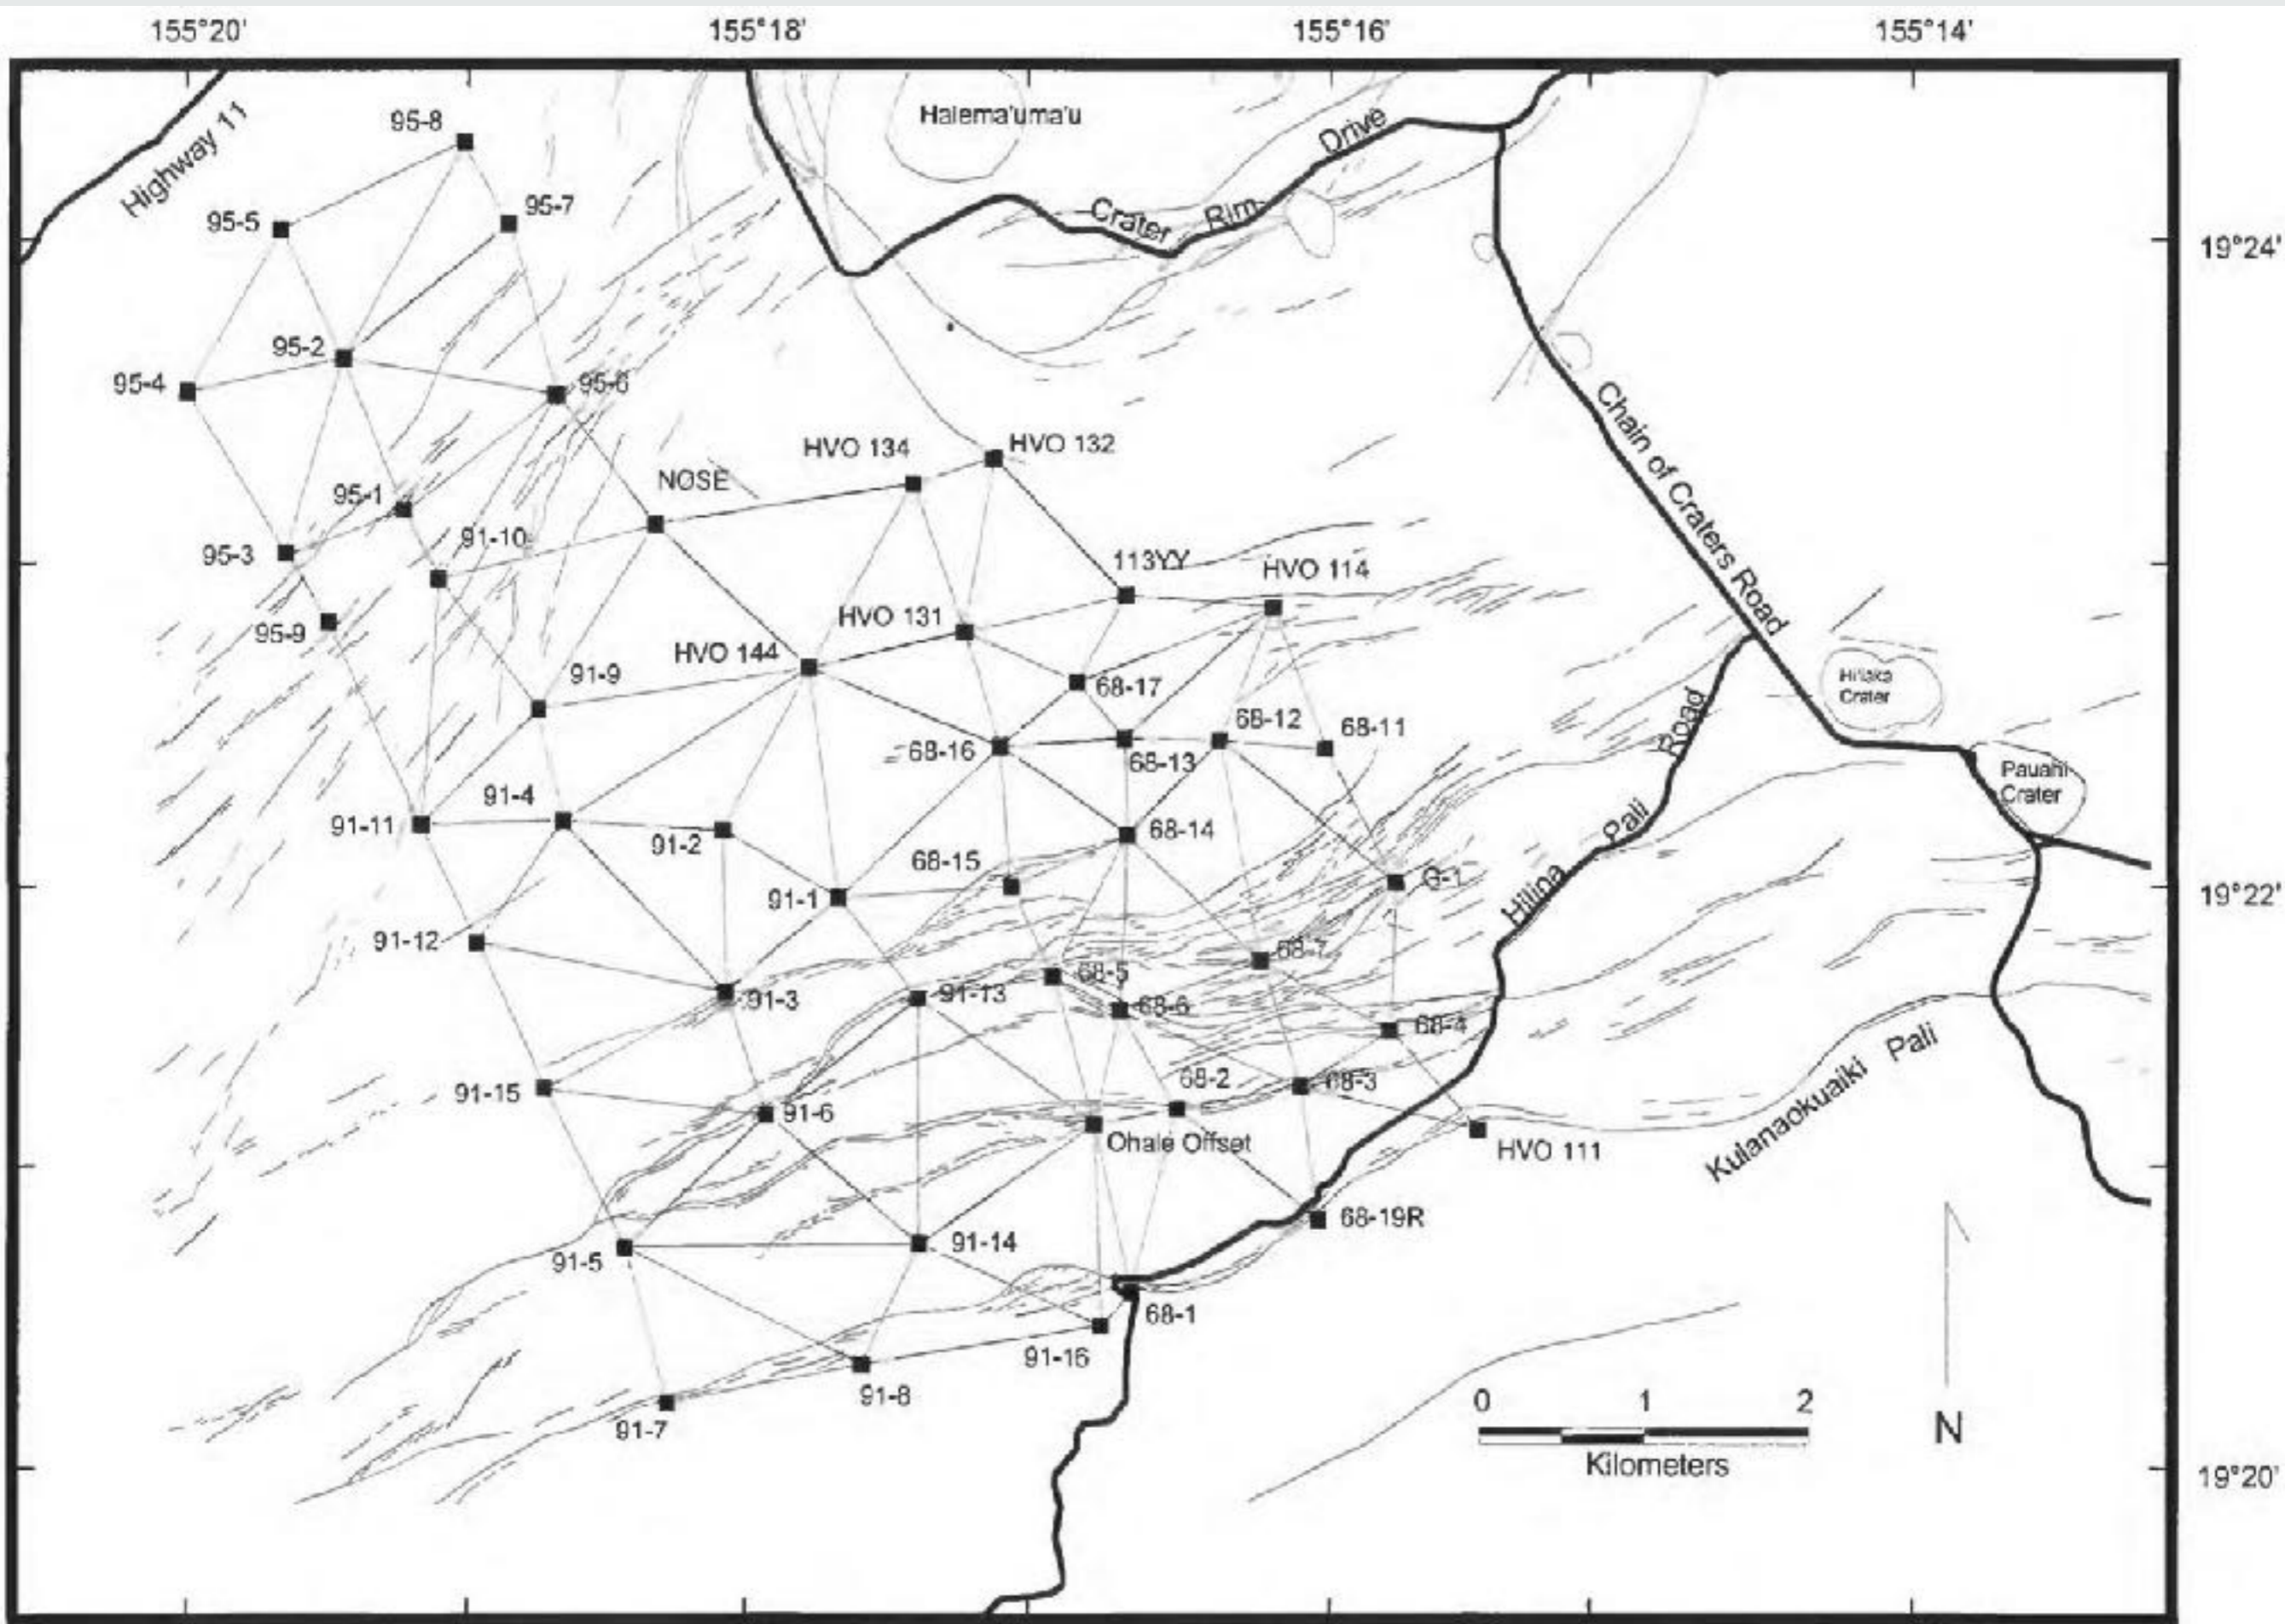 155°20'
155°18'
155°16'
155°14'
Highway 11
95-8
Halema'uma'u
Drive
95-5
95-7
Crater
Rim
19°24'
95-2
95-4
95-6
Chain of Craters Road
HVO 134
HVO 132
NOSE
95-1
91-10
95-3
113YY
HVO 114
95-9
HVO 131
HVO 144
91-9
68-17
Hiiaka
Crater
68-12
68-11
Road
68-16
68-13
Pauahi
Crater
91-4
91-11
91-2
68-14
Pali
68-15
G-1
19°22'
91-1
Hilina
91-12
68-7
91-3
91-13
68-5
68-6
68-4
91-15
68-2
68-3
91-6
Ohale Offset
HVO 111
Kulanaokuaiki Pali
68-19R
91-14
91-5
68-1
91-16
91-8
91-7
0 1 2
Kilometers
N
19°20'